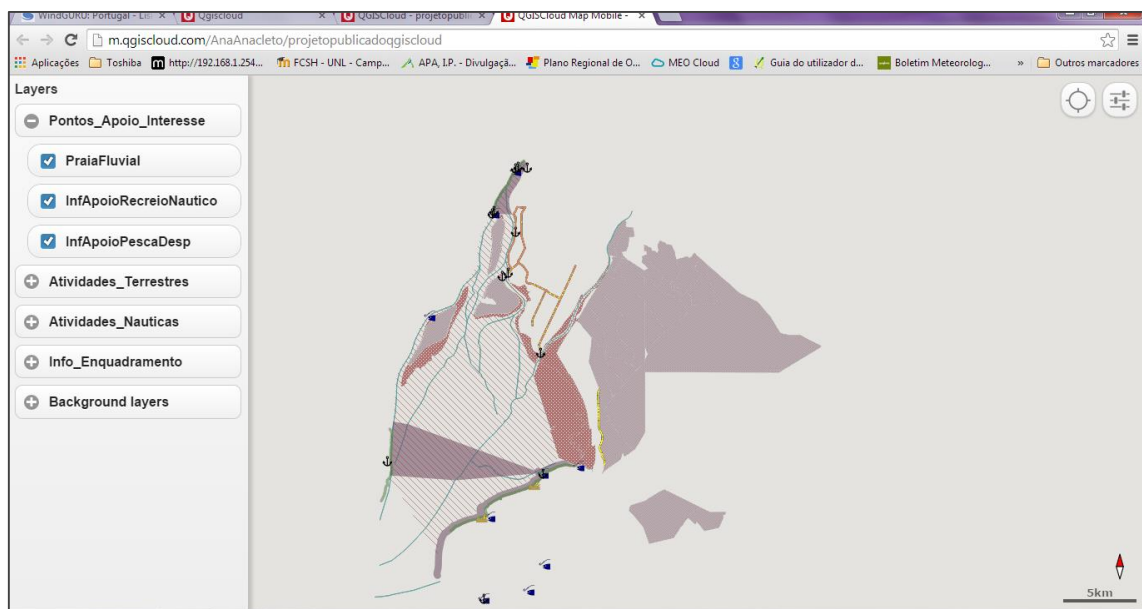 WindGURU: Portugal - Lis
Qgiscloud
QGISCloud - projetopubli
QGISCloud Map Mobile -
m.qgiscloud.com/AnaAnacleto/projetopublicadoqgiscloud
Aplicações Toshiba http://192.168.1.254... FCSH - UNL - Camp... APA, I.P. - Divulgaçã... Plano Regional de O... MEO Cloud Guia do utilizador d... Boletim Meteorolog... » Outros marcadores
Layers
Pontos_Apoio_Interesse
PraiaFluvial
InfApoioRecreioNautico
InfApoioPescaDesp
Atividades_Terrestres
Atividades_Nauticas
Info_Enquadramento
Background layers
5km